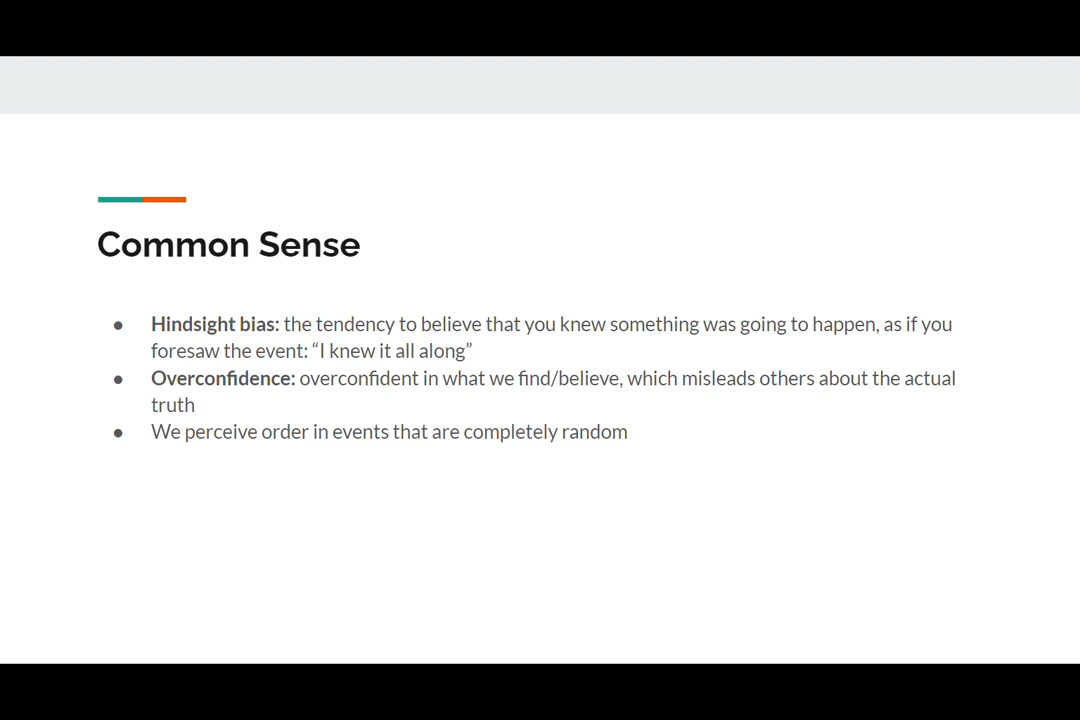 Common Sense
● Hindsight bias: the tendency to believe that you knew something was going to happen, as if you
foresaw the event: “I knew it all along”
● Overconfidence: overconfident in what we find/believe, which misleads others about the actual
truth
● We perceive order in events that are completely random